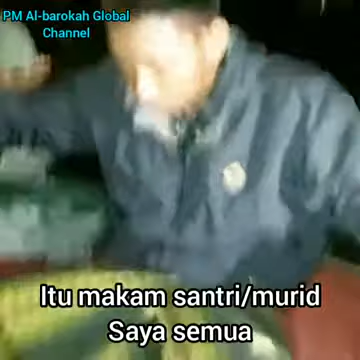 PM Al-barokah Global
Channel
Itu makam santri/murid
Saya semua